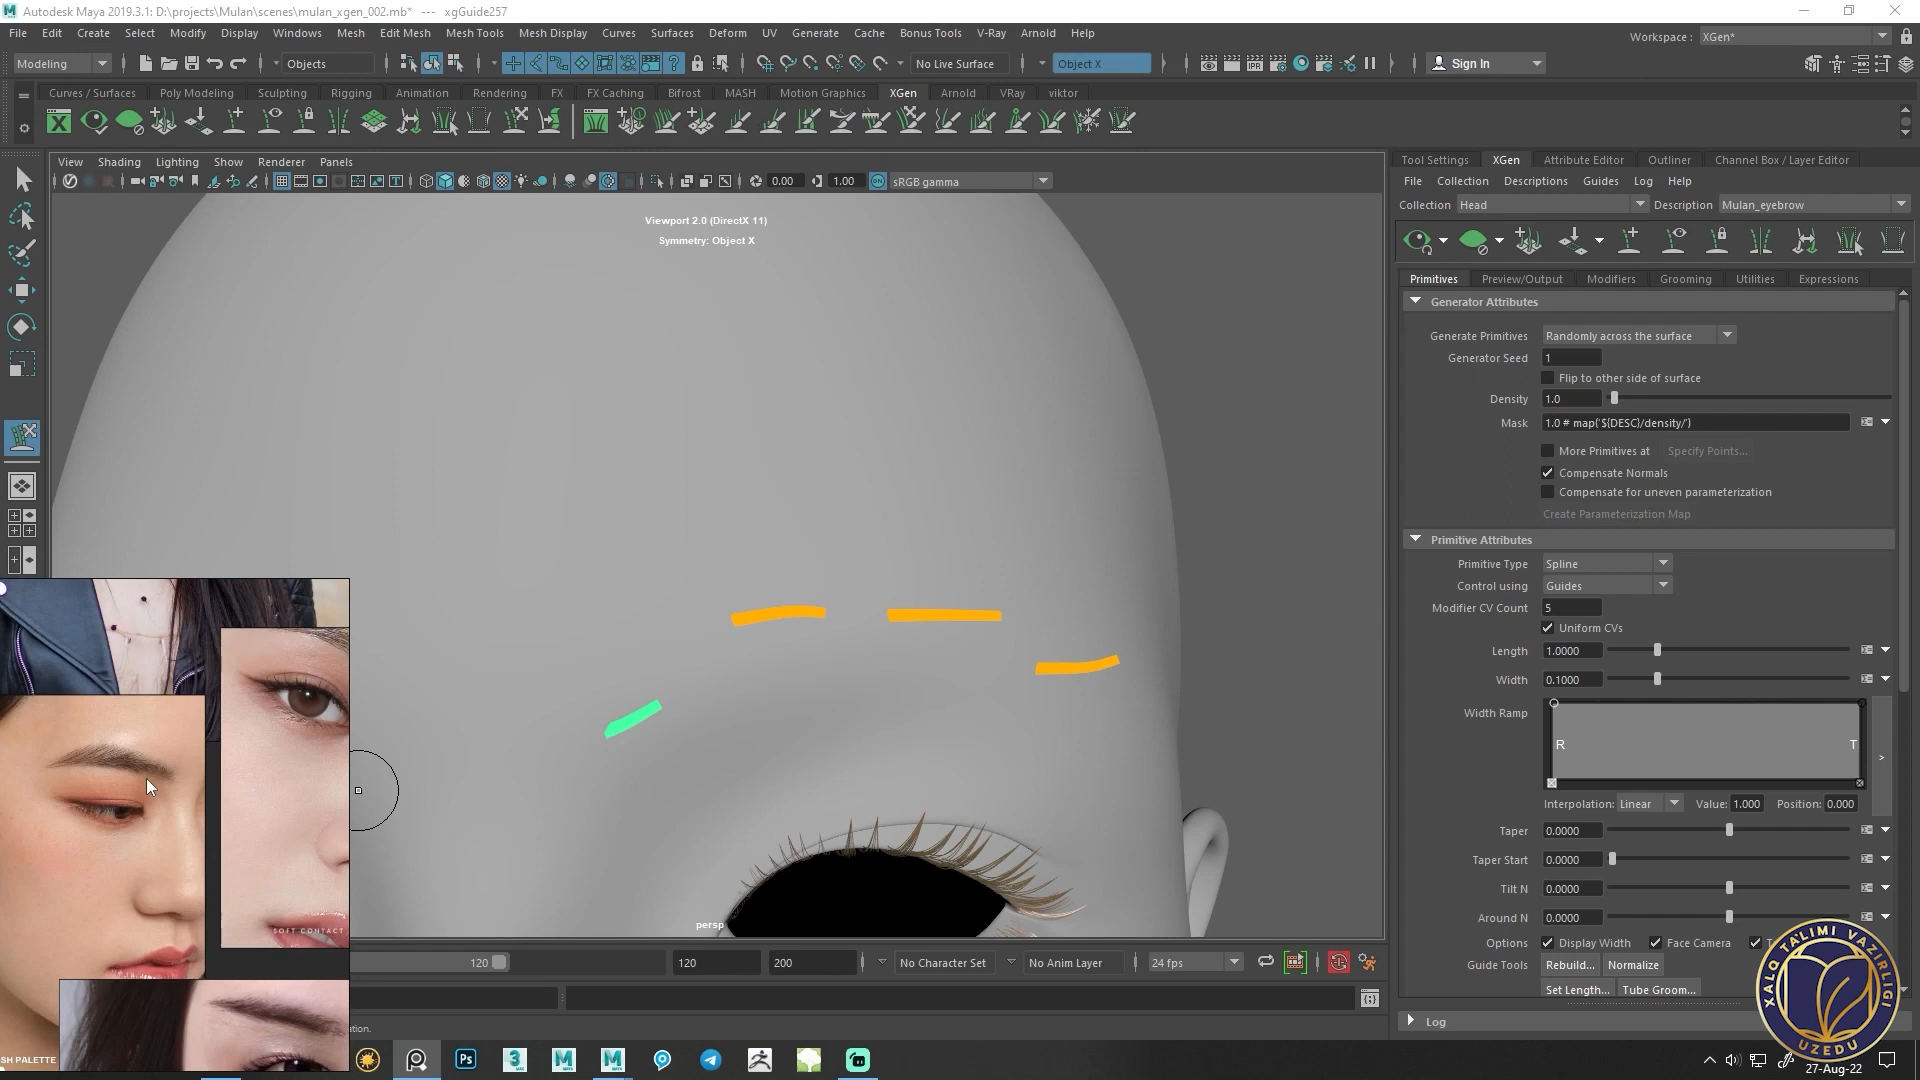 Autodesk Maya 2019.3.1: D:\projects\Mulan\scenes\mulan_xgen_002.mb* --- xgGuide257
File Edit Create Select Modify Display Windows Mesh Edit Mesh Mesh Tools Mesh Display Curves Surfaces Deform UV Generate Cache Bonus Tools V-Ray Arnold Help
Workspace : XGen*
Modeling Objects No Live Surface Object X Sign In
Curves / Surfaces Poly Modeling Sculpting Rigging Animation Rendering FX FX Caching Bifrost MASH Motion Graphics XGen Arnold VRay viktor
View Shading Lighting Show Renderer Panels
0.00 1.00 sRGB gamma
Viewport 2.0 (DirectX 11)
Symmetry: Object X
persp
Tool Settings XGen Attribute Editor Outliner Channel Box / Layer Editor
File Collection Descriptions Guides Log Help
Collection Head Description Mulan_eyebrow
Primitives Preview/Output Modifiers Grooming Utilities Expressions
Generator Attributes
Generate Primitives Randomly across the surface
Generator Seed 1
Flip to other side of surface
Density 1.0
Mask 1.0 # map('${DESC}/density/')
More Primitives at Specify Points...
Compensate Normals
Compensate for uneven parameterization
Create Parameterization Map
Primitive Attributes
Primitive Type Spline
Control using Guides
Modifier CV Count 5
Uniform CVs
Length 1.0000
Width 0.1000
Width Ramp
R T
Interpolation: Linear Value: 1.000 Position: 0.000
Taper 0.0000
Taper Start 0.0000
Tilt N 0.0000
Around N 0.0000
Options Display Width Face Camera
Guide Tools Rebuild... Normalize
Set Length... Tube Groom...
Log
SOFT CONTACT
SH PALETTE
120 120 200 No Character Set No Anim Layer 24 fps
ation.
XALQ TA'LIMI VAZIRLIGI
UZEDU
Ps
3
M
M
27-Aug-22